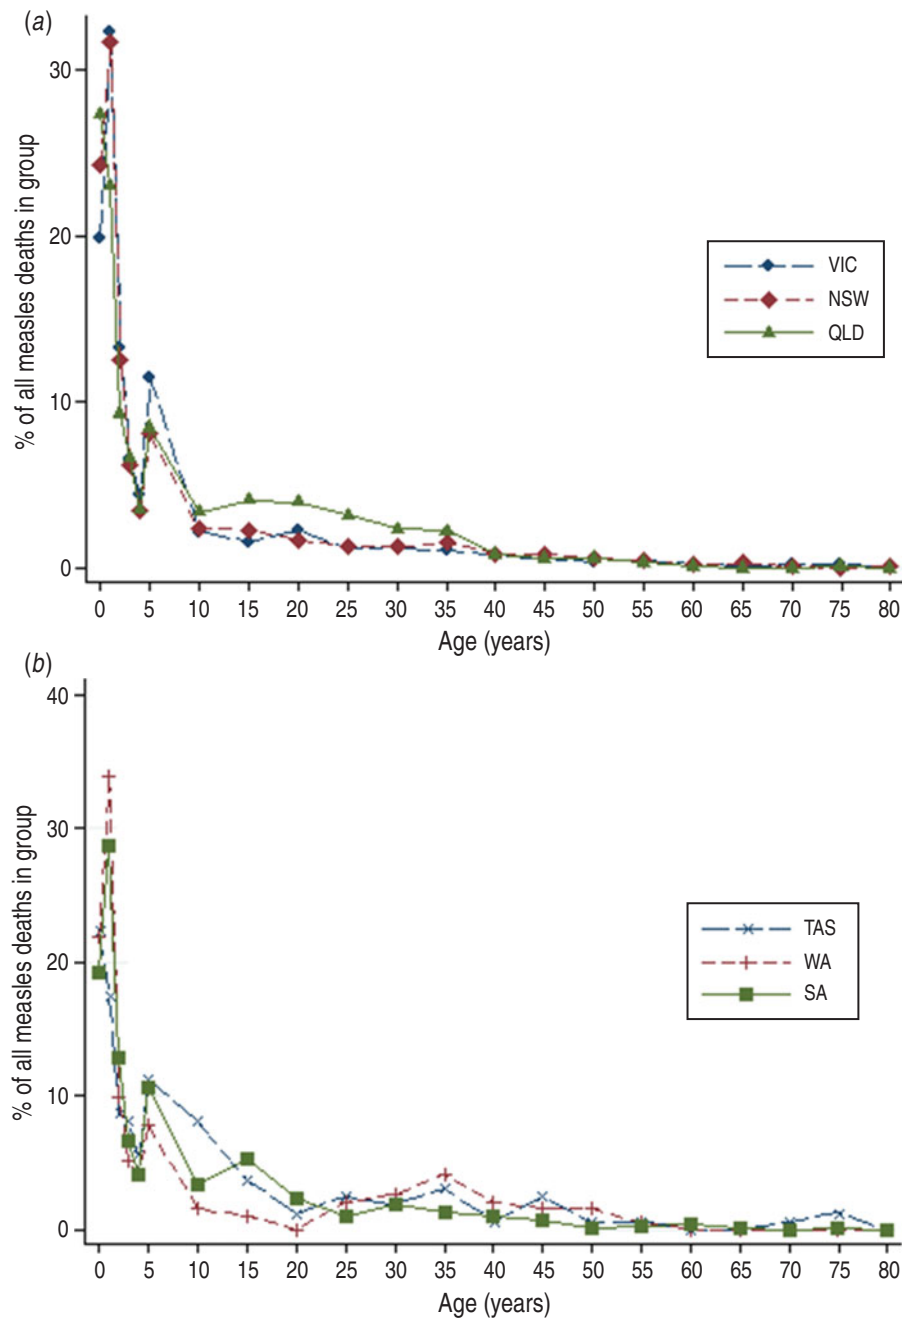 (a)
% of all measles deaths in group
30
20
10
0
VIC
NSW
QLD
0 5 10 15 20 25 30 35 40 45 50 55 60 65 70 75 80
Age (years)
(b)
% of all measles deaths in group
40
30
20
10
0
TAS
WA
SA
0 5 10 15 20 25 30 35 40 45 50 55 60 65 70 75 80
Age (years)